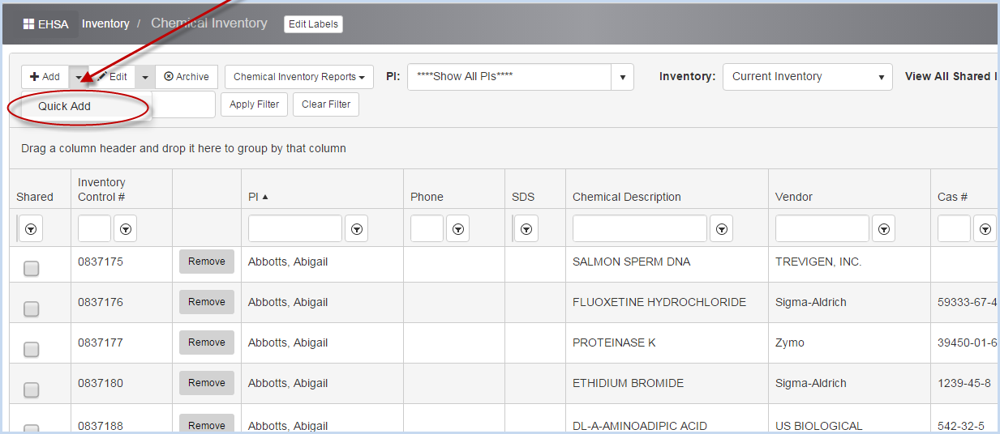 EHSA Inventory / Chemical Inventory Edit Labels
Add Edit Archive Chemical Inventory Reports PI: ****Show All PIs**** Inventory: Current Inventory View All Shared
Quick Add Apply Filter Clear Filter
Drag a column header and drop it here to group by that column
Inventory
Shared Control # PI Phone SDS Chemical Description Vendor Cas #
0837175 Remove Abbotts, Abigail SALMON SPERM DNA TREVIGEN, INC.
0837176 Remove Abbotts, Abigail FLUOXETINE HYDROCHLORIDE Sigma-Aldrich 59333-67-4
0837177 Remove Abbotts, Abigail PROTEINASE K Zymo 39450-01-6
0837180 Remove Abbotts, Abigail ETHIDIUM BROMIDE Sigma-Aldrich 1239-45-8
0837188 Remove Abbotts, Abigail DL-A-AMINOADIPIC ACID US BIOLOGICAL 542-32-5